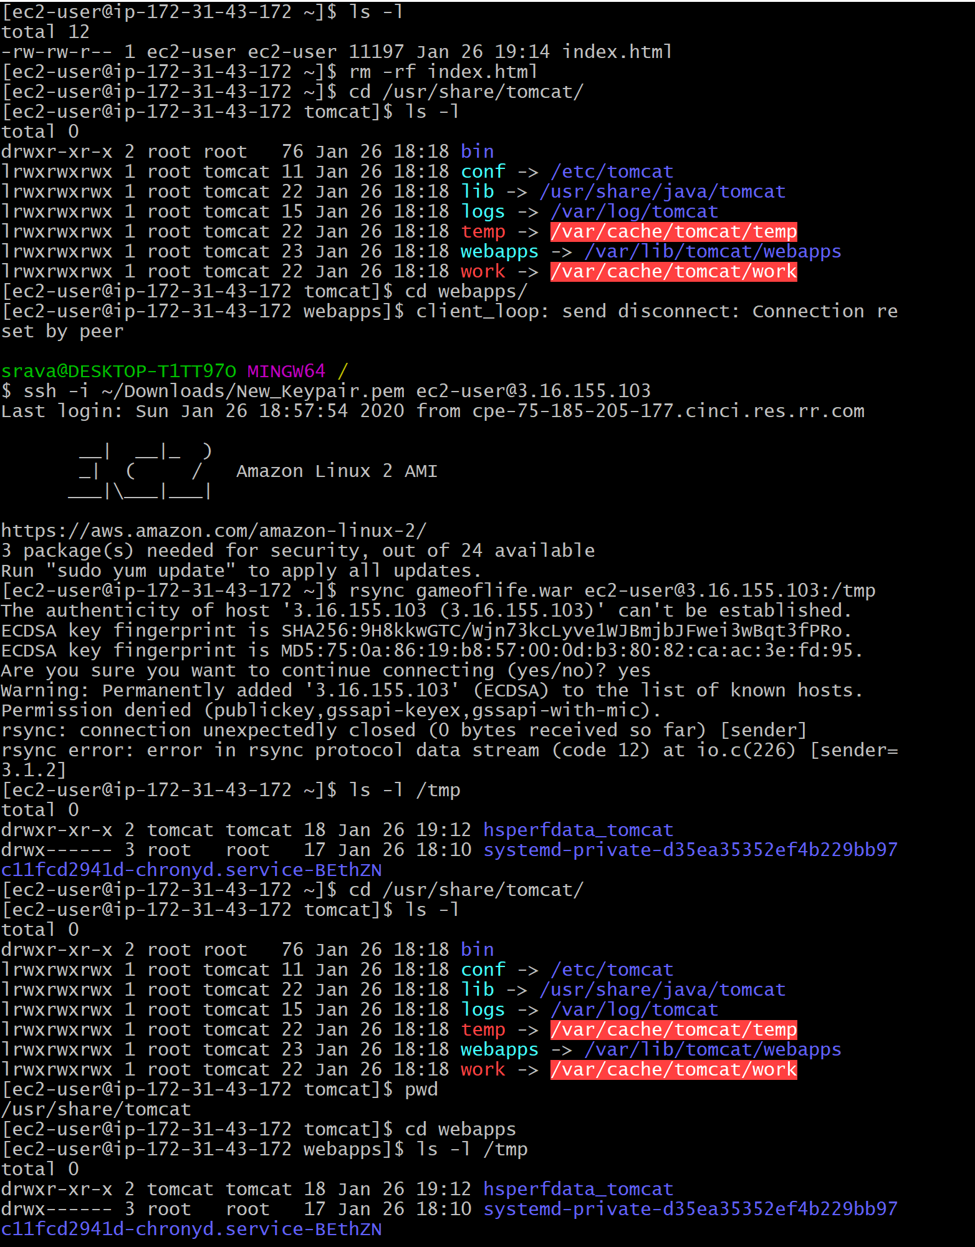 [ec2-user@ip-172-31-43-172 ~]$ ls -l
total 12
-rw-rw-r-- 1 ec2-user ec2-user 11197 Jan 26 19:14 index.html
[ec2-user@ip-172-31-43-172 ~]$ rm -rf index.html
[ec2-user@ip-172-31-43-172 ~]$ cd /usr/share/tomcat/
[ec2-user@ip-172-31-43-172 tomcat]$ ls -l
total 0
drwxr-xr-x 2 root root   76 Jan 26 18:18 bin
lrwxrwxrwx 1 root tomcat 11 Jan 26 18:18 conf -> /etc/tomcat
lrwxrwxrwx 1 root tomcat 22 Jan 26 18:18 lib -> /usr/share/java/tomcat
lrwxrwxrwx 1 root tomcat 15 Jan 26 18:18 logs -> /var/log/tomcat
lrwxrwxrwx 1 root tomcat 22 Jan 26 18:18 temp -> /var/cache/tomcat/temp
lrwxrwxrwx 1 root tomcat 23 Jan 26 18:18 webapps -> /var/lib/tomcat/webapps
lrwxrwxrwx 1 root tomcat 22 Jan 26 18:18 work -> /var/cache/tomcat/work
[ec2-user@ip-172-31-43-172 tomcat]$ cd webapps/
[ec2-user@ip-172-31-43-172 webapps]$ client_loop: send disconnect: Connection re
set by peer
srava@DESKTOP-T1TT97O MINGW64 /
$ ssh -i ~/Downloads/New_Keypair.pem ec2-user@3.16.155.103
Last login: Sun Jan 26 18:57:54 2020 from cpe-75-185-205-177.cinci.res.rr.com
       __|  __|_  )
       _|  (     /   Amazon Linux 2 AMI
      ___|\___|___|
https://aws.amazon.com/amazon-linux-2/
3 package(s) needed for security, out of 24 available
Run "sudo yum update" to apply all updates.
[ec2-user@ip-172-31-43-172 ~]$ rsync gameoflife.war ec2-user@3.16.155.103:/tmp
The authenticity of host '3.16.155.103 (3.16.155.103)' can't be established.
ECDSA key fingerprint is SHA256:9H8kkwGTC/Wjn73kcLyve1WJBmjbJFwei3wBqt3fPRo.
ECDSA key fingerprint is MD5:75:0a:86:19:b8:57:00:0d:b3:80:82:ca:ac:3e:fd:95.
Are you sure you want to continue connecting (yes/no)? yes
Warning: Permanently added '3.16.155.103' (ECDSA) to the list of known hosts.
Permission denied (publickey,gssapi-keyex,gssapi-with-mic).
rsync: connection unexpectedly closed (0 bytes received so far) [sender]
rsync error: error in rsync protocol data stream (code 12) at io.c(226) [sender=
3.1.2]
[ec2-user@ip-172-31-43-172 ~]$ ls -l /tmp
total 0
drwxr-xr-x 2 tomcat tomcat 18 Jan 26 19:12 hsperfdata_tomcat
drwx------ 3 root   root   17 Jan 26 18:10 systemd-private-d35ea35352ef4b229bb97
c11fcd2941d-chronyd.service-BEthZN
[ec2-user@ip-172-31-43-172 ~]$ cd /usr/share/tomcat/
[ec2-user@ip-172-31-43-172 tomcat]$ ls -l
total 0
drwxr-xr-x 2 root root   76 Jan 26 18:18 bin
lrwxrwxrwx 1 root tomcat 11 Jan 26 18:18 conf -> /etc/tomcat
lrwxrwxrwx 1 root tomcat 22 Jan 26 18:18 lib -> /usr/share/java/tomcat
lrwxrwxrwx 1 root tomcat 15 Jan 26 18:18 logs -> /var/log/tomcat
lrwxrwxrwx 1 root tomcat 22 Jan 26 18:18 temp -> /var/cache/tomcat/temp
lrwxrwxrwx 1 root tomcat 23 Jan 26 18:18 webapps -> /var/lib/tomcat/webapps
lrwxrwxrwx 1 root tomcat 22 Jan 26 18:18 work -> /var/cache/tomcat/work
[ec2-user@ip-172-31-43-172 tomcat]$ pwd
/usr/share/tomcat
[ec2-user@ip-172-31-43-172 tomcat]$ cd webapps
[ec2-user@ip-172-31-43-172 webapps]$ ls -l /tmp
total 0
drwxr-xr-x 2 tomcat tomcat 18 Jan 26 19:12 hsperfdata_tomcat
drwx------ 3 root   root   17 Jan 26 18:10 systemd-private-d35ea35352ef4b229bb97
c11fcd2941d-chronyd.service-BEthZN